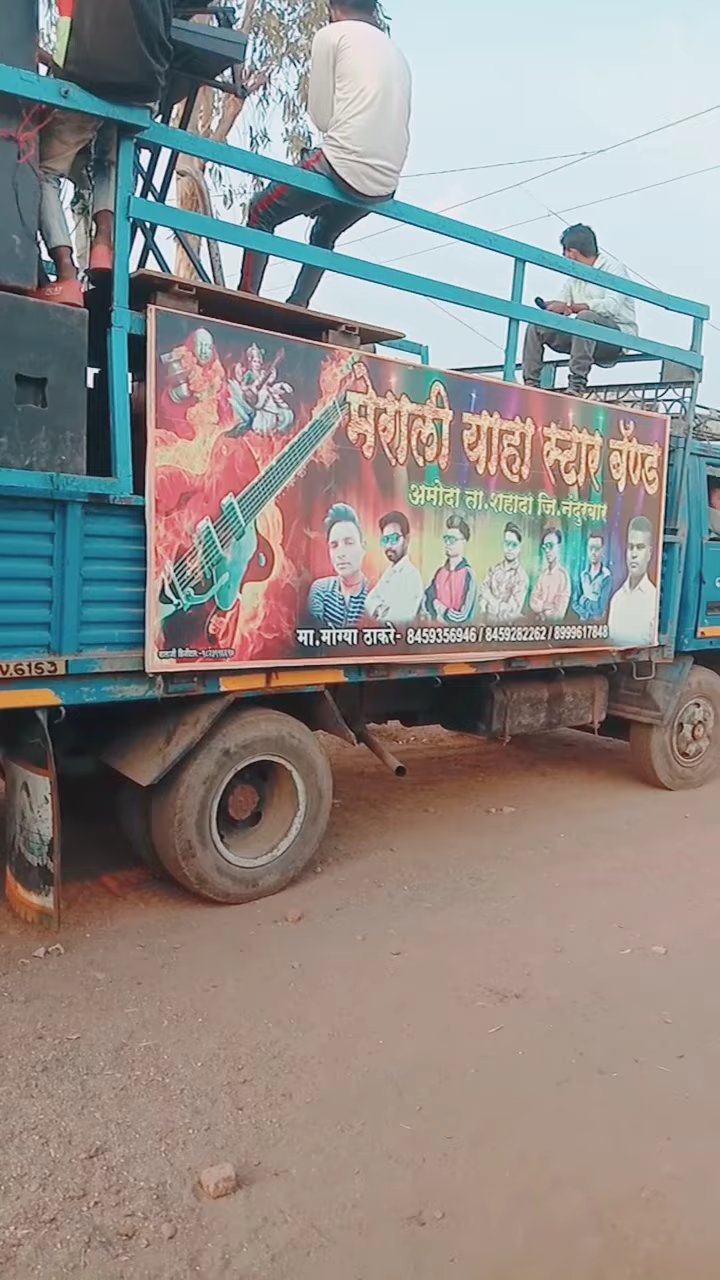 मेराली याहा स्टार बॅण्ड
अमोदा ता.शहादा जि.नंदुरबार
मा.मोग्या ठाकरे- 8459356946 / 8459282262 / 8999617848
V.6153